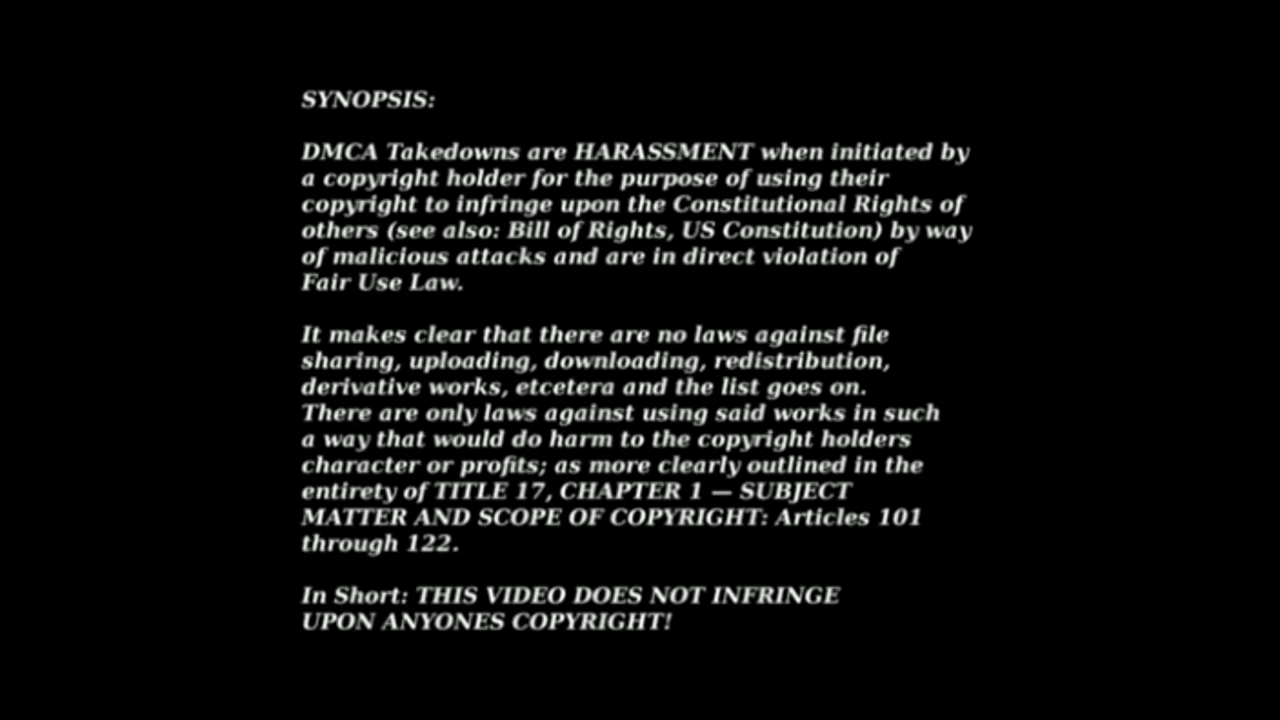 SYNOPSIS:
DMCA Takedowns are HARASSMENT when initiated by
a copyright holder for the purpose of using their
copyright to infringe upon the Constitutional Rights of
others (see also: Bill of Rights, US Constitution) by way
of malicious attacks and are in direct violation of
Fair Use Law.
It makes clear that there are no laws against file
sharing, uploading, downloading, redistribution,
derivative works, etcetera and the list goes on.
There are only laws against using said works in such
a way that would do harm to the copyright holders
character or profits; as more clearly outlined in the
entirety of TITLE 17, CHAPTER 1 — SUBJECT
MATTER AND SCOPE OF COPYRIGHT: Articles 101
through 122.
In Short: THIS VIDEO DOES NOT INFRINGE
UPON ANYONES COPYRIGHT!